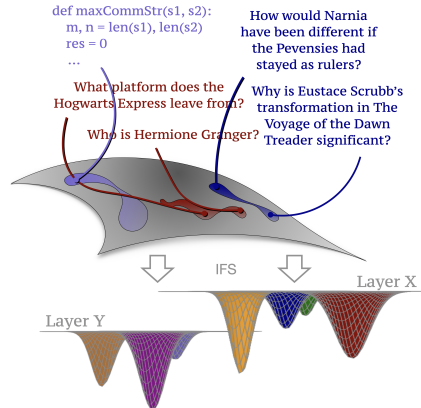 def maxCommStr(s1, s2):
m, n = len(s1), len(s2)
res = 0
...
How would Narnia
have been different if
the Pevensies had
stayed as rulers?
What platform does the
Hogwarts Express leave from?
Why is Eustace Scrubb's
transformation in The
Voyage of the Dawn
Treader significant?
Who is Hermione Granger?
IFS
Layer X
Layer Y